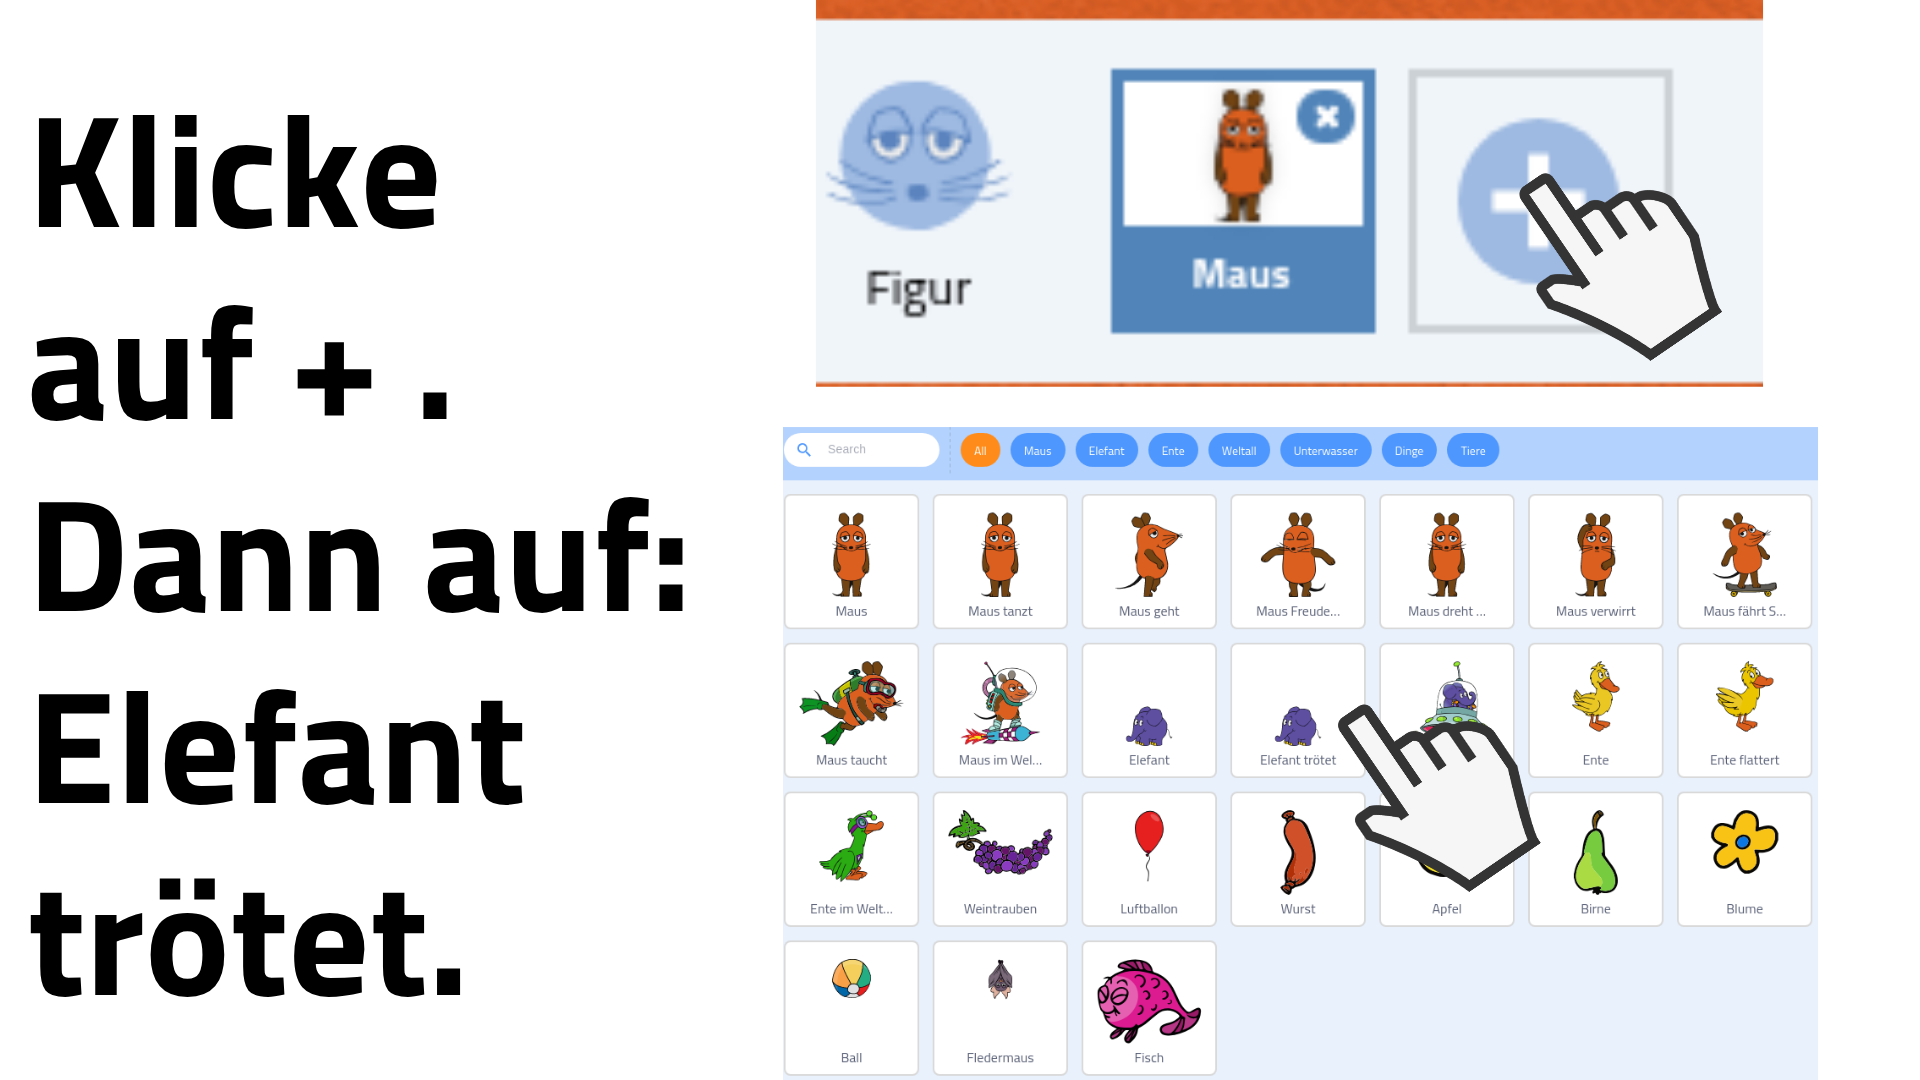 Klicke
auf + .
Dann auf:
Elefant
trötet.
Figur
Maus
Search
All Maus Elefant Ente Weltall Unterwasser Dinge Tiere
Maus Maus tanzt Maus geht Maus Freude... Maus dreht ... Maus verwirrt Maus fährt S...
Maus taucht Maus im Wel... Elefant Elefant trötet Ente Ente flattert
Ente im Welt... Weintrauben Luftballon Wurst Apfel Birne Blume
Ball Fledermaus Fisch